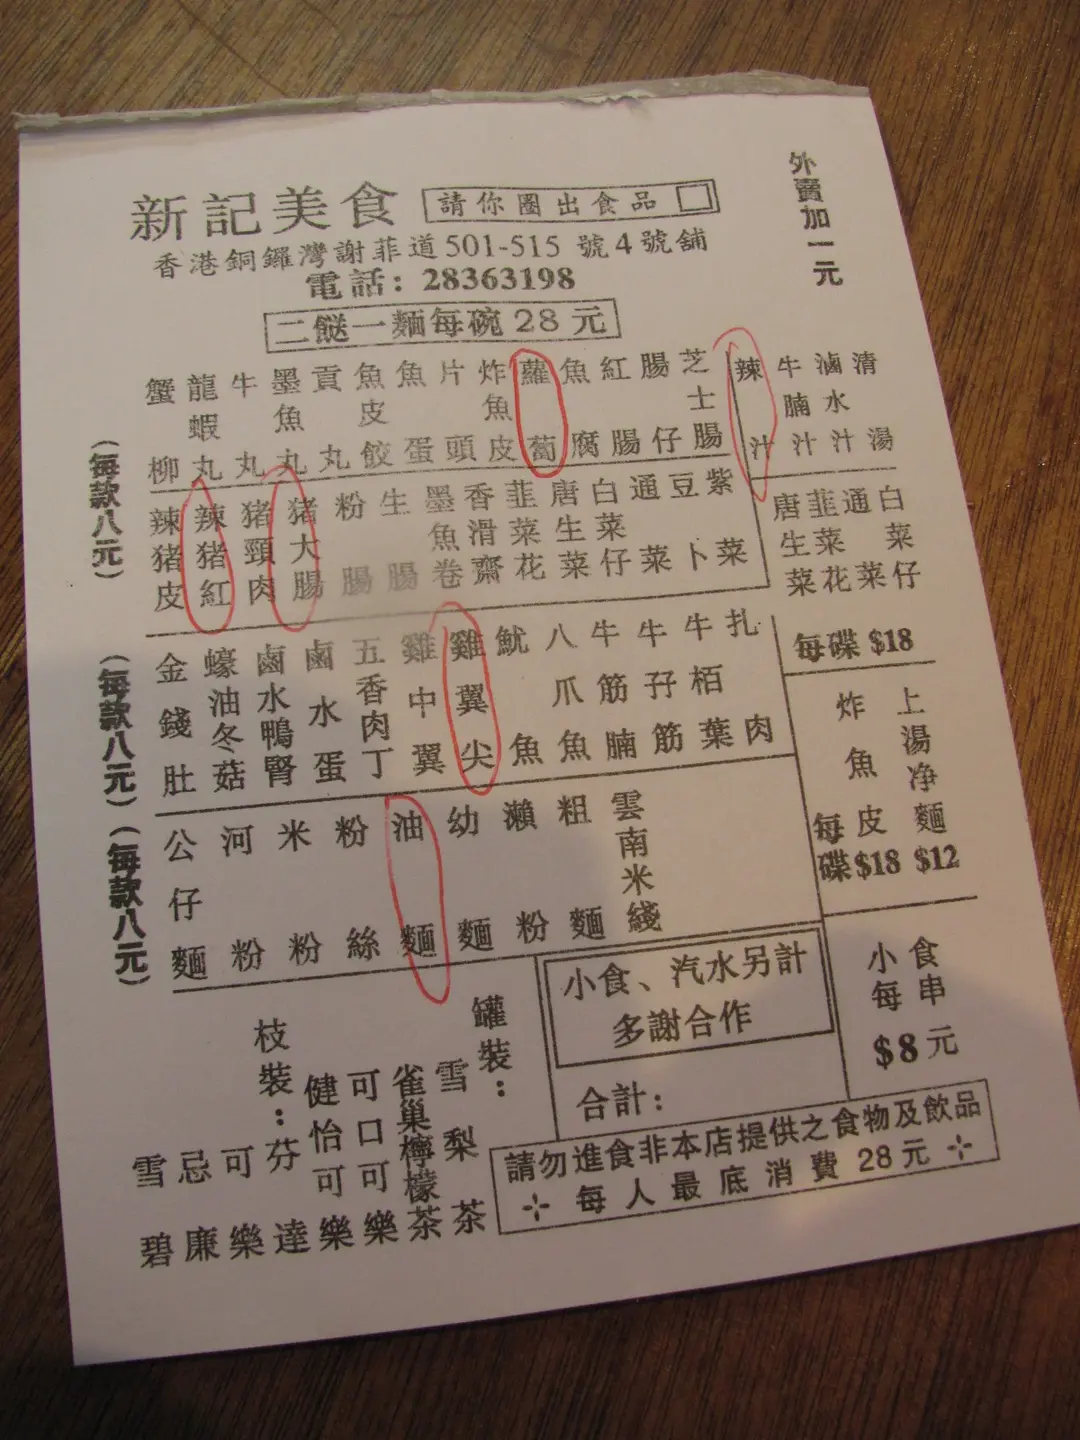 外賣加一元
新記美食 請你圈出食品
香港銅鑼灣謝菲道501-515 號4號舖
電話: 28363198
二餸一麵每碗28元
(每款八元)
蟹柳
龍蝦丸
牛丸
墨魚丸
貢丸
魚皮餃
魚蛋
片頭
炸魚皮
蘿蔔
魚腐
紅腸
腸仔
芝士腸
辣汁
牛腩汁
滷水汁
清湯
辣猪皮
辣猪紅
猪頸肉
猪大腸
粉腸
生腸
墨魚卷
香滑齋
韮菜花
唐生菜
白菜仔
通菜
豆卜
紫菜
唐生菜
韮菜花
通菜
白菜仔
每碟 $18
(每款八元)
金錢肚
蠔油冬菇
鹵水鴨腎
鹵水蛋
五香肉丁
雞中翼
雞翼尖
魷魚
八爪魚
牛筋腩
牛孖筋
牛栢葉
扎肉
炸魚皮
每碟 $18
上湯净麵
$12
(每款八元)
公仔麵
河粉
米粉
粉絲
油麵
幼麵
瀨粉
粗麵
雲南米綫
小食串
每
$8元
小食、汽水另計
多謝合作
合計:
罐裝:
雪梨茶
雀巢檸檬茶
可口可樂
健怡可樂
枝裝:
芬達
可樂
忌廉
雪碧
請勿進食非本店提供之食物及飲品
每人最底消費 28元